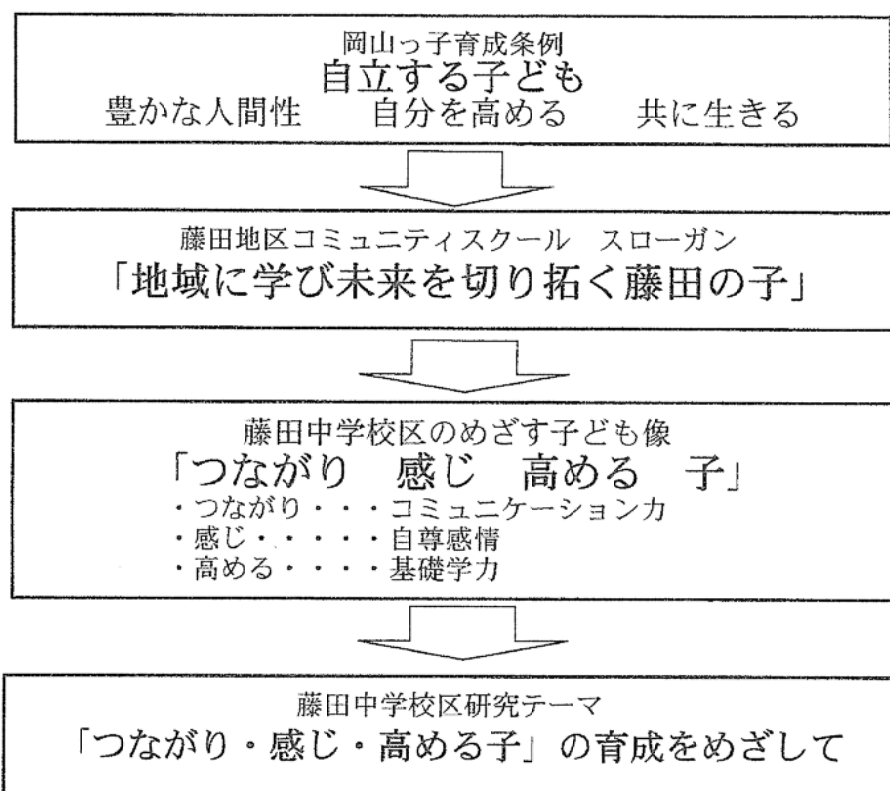 岡山っ子育成条例
自立する子ども
豊かな人間性　　自分を高める　　共に生きる
藤田地区コミュニティスクール　スローガン
「地域に学び未来を切り拓く藤田の子」
藤田中学校区のめざす子ども像
「つながり　感じ　高める　子」
・つながり・・・コミュニケーション力
・感じ・・・・・自尊感情
・高める・・・・基礎学力
藤田中学校区研究テーマ
「つながり・感じ・高める子」の育成をめざして